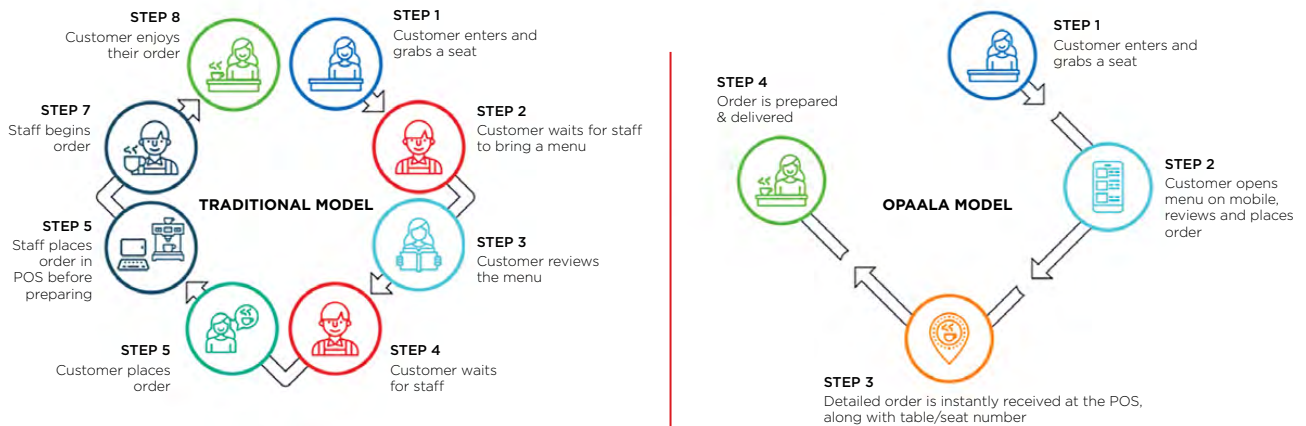 TRADITIONAL MODEL
STEP 1
Customer enters and
grabs a seat
STEP 2
Customer waits for staff
to bring a menu
STEP 3
Customer reviews
the menu
STEP 4
Customer waits
for staff
STEP 5
Customer places
order
STEP 5
Staff places
order in
POS before
preparing
STEP 7
Staff begins
order
STEP 8
Customer enjoys
their order
OPAALA MODEL
STEP 1
Customer enters and
grabs a seat
STEP 2
Customer opens
menu on mobile,
reviews and places
order
STEP 3
Detailed order is instantly received at the POS,
along with table/seat number
STEP 4
Order is prepared
& delivered